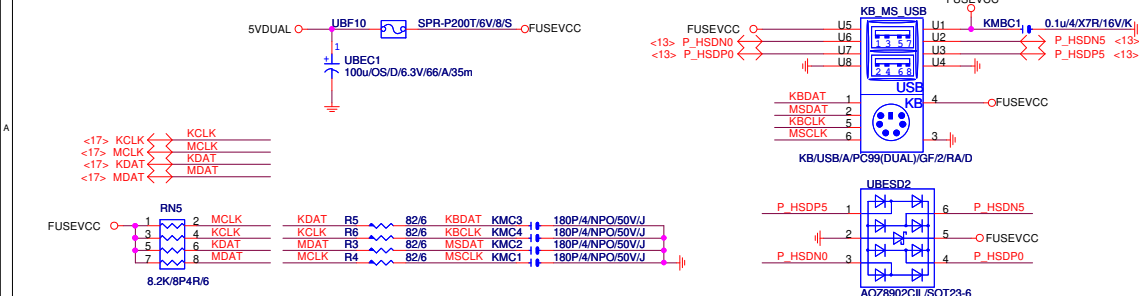 5VDUAL
UBF10
SPR-P200T/6V/8/S
FUSEVCC
1
+
UBEC1
100u/OS/D/6.3V/66/A/35m
A
<17> KCLK
KCLK
<17> MCLK
MCLK
<17> KDAT
KDAT
<17> MDAT
MDAT
RN5
FUSEVCC
1 2 MCLK
3 4 KCLK
5 6 KDAT
7 8 MDAT
8.2K/8P4R/6
KDAT R5 82/6 KBDAT KMC3 180P/4/NPO/50V/J
KCLK R6 82/6 KBCLK KMC4 180P/4/NPO/50V/J
MDAT R3 82/6 MSDAT KMC2 180P/4/NPO/50V/J
MCLK R4 82/6 MSCLK KMC1 180P/4/NPO/50V/J
KB_MS_USB
FUSEVCC U5 U1 KMBC1 0.1u/4/X7R/16V/K
<13> P_HSDN0 U6 U2 P_HSDN5 <13>
<13> P_HSDP0 U7 U3 P_HSDP5 <13>
U8 U4
1 3 5 7
2 4 6 8
USB
KBDAT 1 KB 4 FUSEVCC
MSDAT 2
KBCLK 5
MSCLK 6 3
KB/USB/A/PC99(DUAL)/GF/2/RA/D
UBESD2
P_HSDP5 1 6 P_HSDN5
2 5 FUSEVCC
P_HSDN0 3 4 P_HSDP0
AOZ8902CIL/SOT23-6